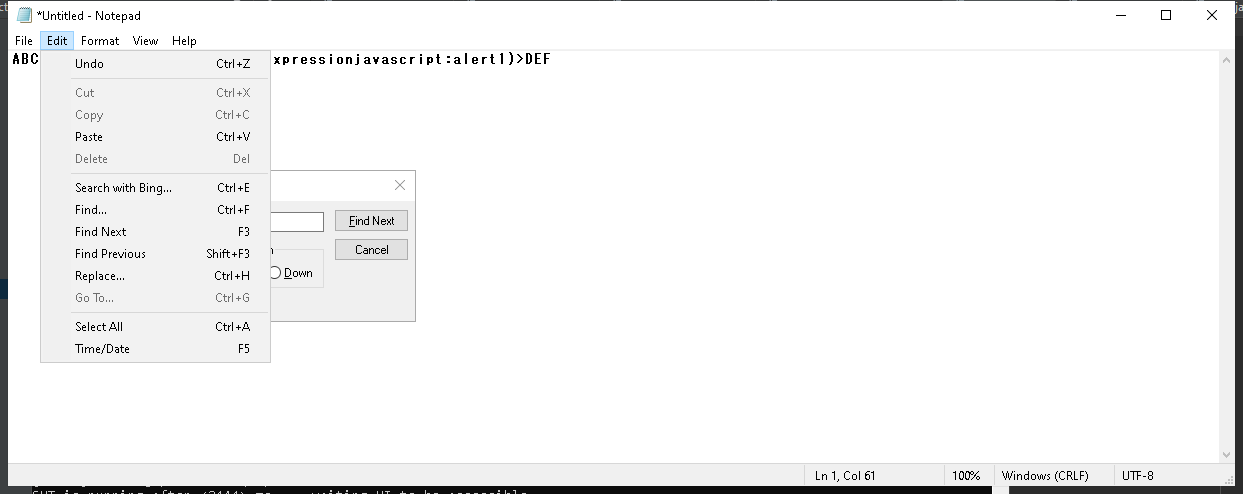 *Untitled - Notepad
File Edit Format View Help
ABC xpressionjavascript:alert1)>DEF
Undo Ctrl+Z
Cut Ctrl+X
Copy Ctrl+C
Paste Ctrl+V
Delete Del
Search with Bing... Ctrl+E
Find... Ctrl+F
Find Next F3
Find Previous Shift+F3
Replace... Ctrl+H
Go To... Ctrl+G
Select All Ctrl+A
Time/Date F5
Find Next
Cancel
Down
Ln 1, Col 61 100% Windows (CRLF) UTF-8